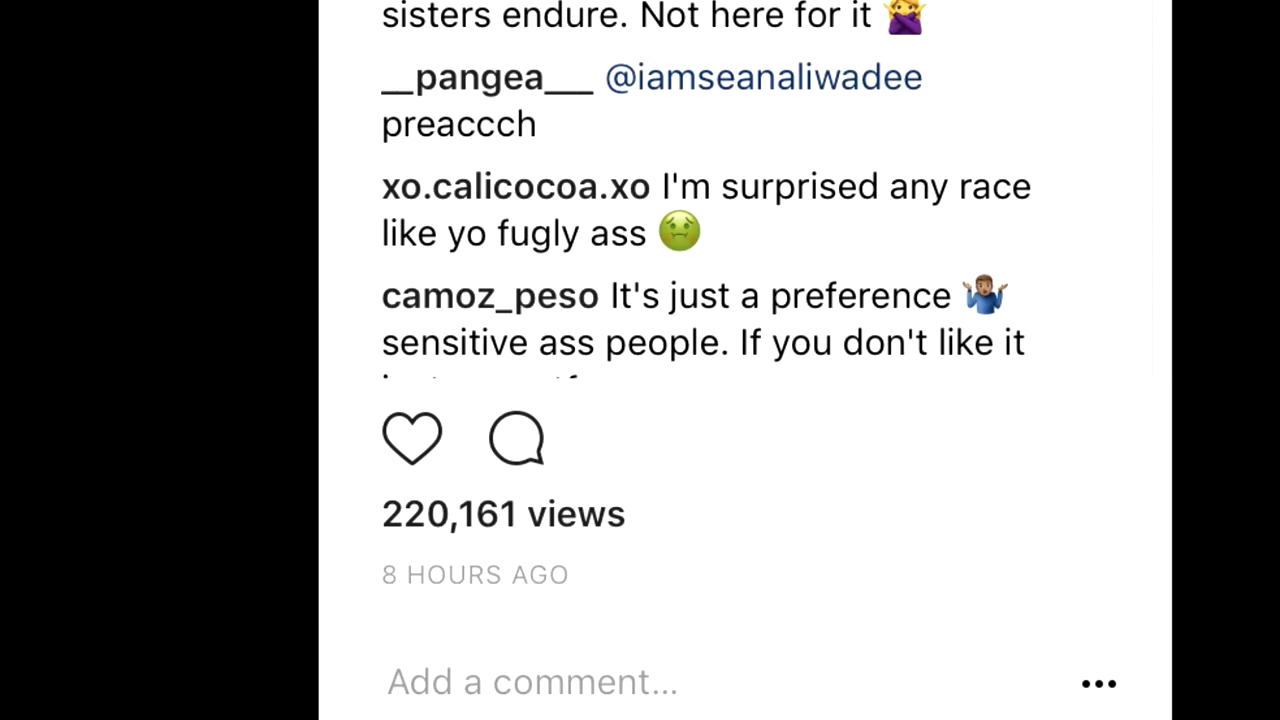 sisters endure. Not here for it 🙅
__pangea___ @iamseanaliwadee
preaccch
xo.calicocoa.xo I'm surprised any race
like yo fugly ass 🤢
camoz_peso It's just a preference 🤷🏽‍♂️
sensitive ass people. If you don't like it
220,161 views
8 HOURS AGO
Add a comment...